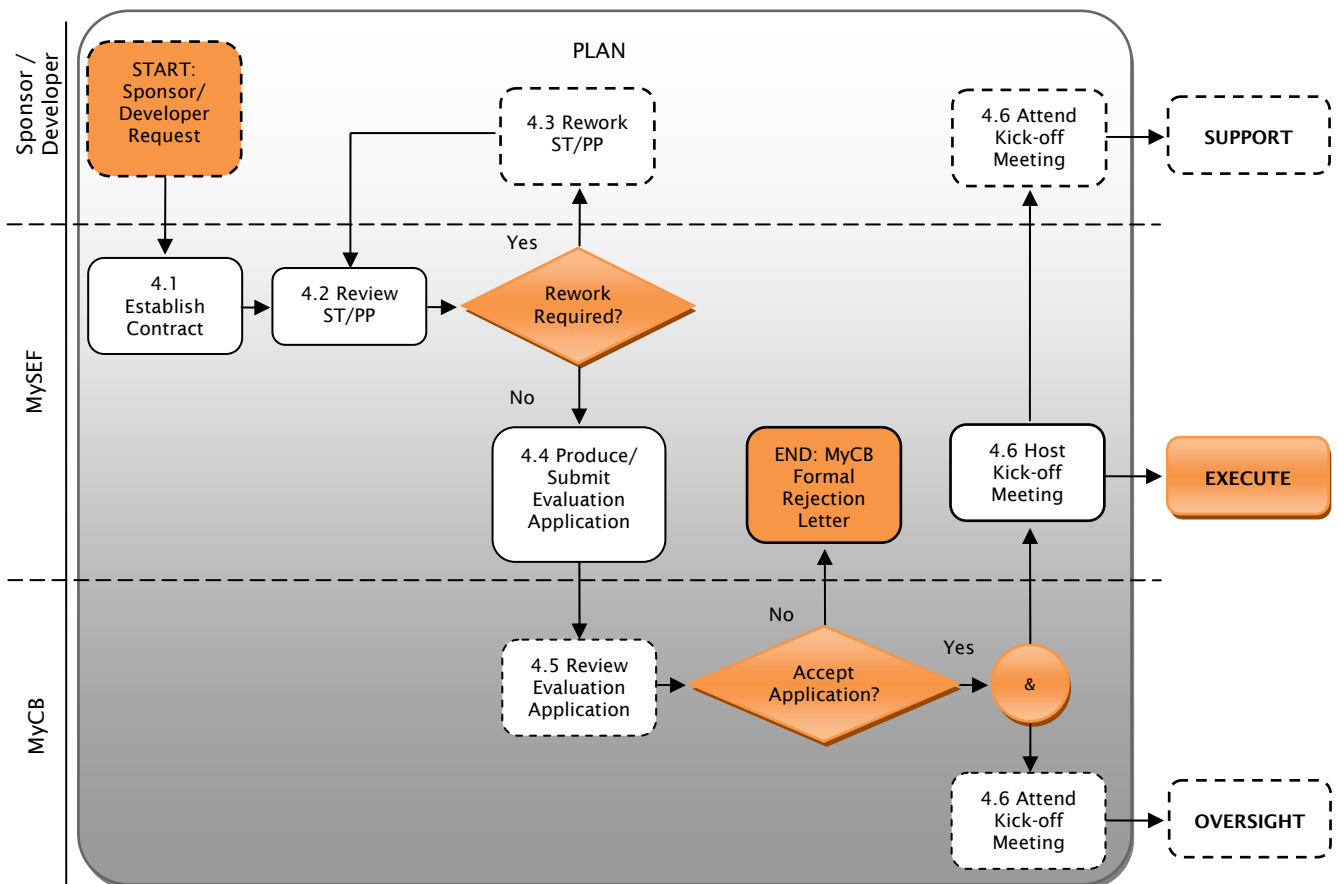 PLAN
Sponsor /
Developer
START:
Sponsor/
Developer
Request
4.3 Rework
ST/PP
4.6 Attend
Kick-off
Meeting
SUPPORT
MySEF
4.1
Establish
Contract
4.2 Review
ST/PP
Yes
Rework
Required?
No
4.4 Produce/
Submit
Evaluation
Application
END: MyCB
Formal
Rejection
Letter
4.6 Host
Kick-off
Meeting
EXECUTE
MyCB
4.5 Review
Evaluation
Application
No
Accept
Application?
Yes
&
4.6 Attend
Kick-off
Meeting
OVERSIGHT